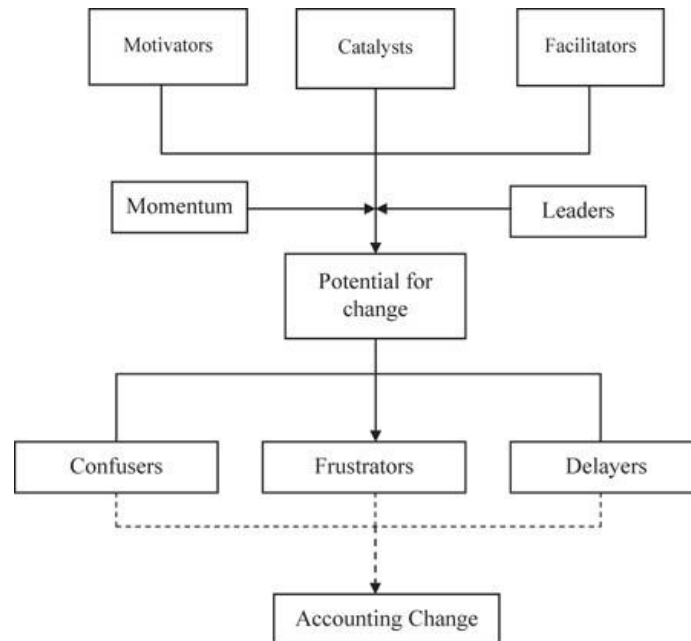 Motivators
Catalysts
Facilitators
Momentum
Leaders
Potential for
change
Confusers
Frustrators
Delayers
Accounting Change